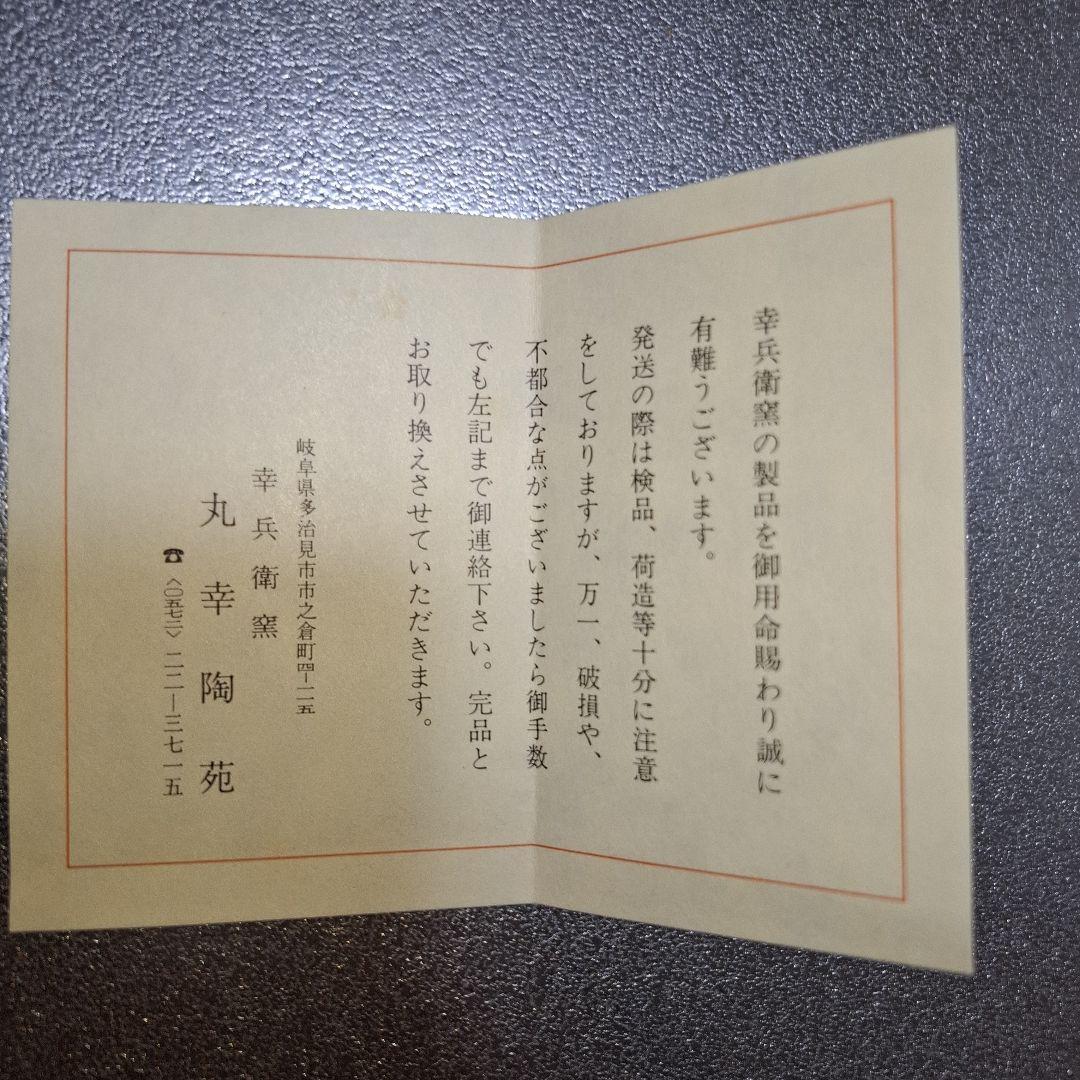 幸兵衛窯の製品を御用命賜わり誠に
有難うございます。
発送の際は検品、荷造等十分に注意
をしておりますが、万一、破損や、
不都合な点がございましたら御手数
でも左記まで御連絡下さい。完品と
お取り換えさせていただきます。
岐阜県多治見市市之倉町四−二五
幸兵衛窯
丸幸陶苑
☎〈〇五七二〉二二―三七一五